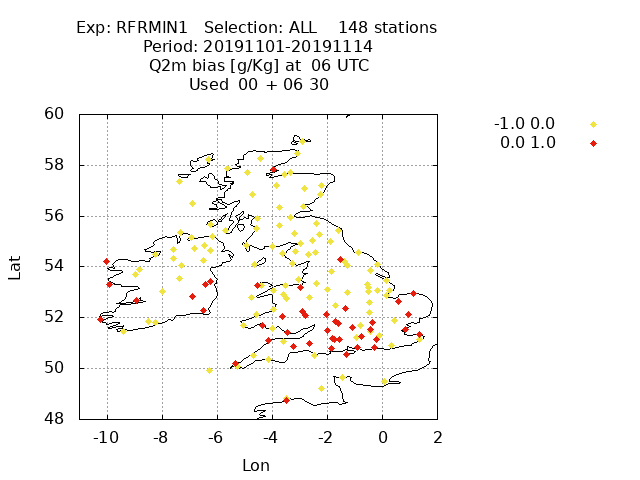 Exp: RFRMIN1 Selection: ALL 148 stations
Period: 20191101-20191114
Q2m bias [g/Kg] at 06 UTC
Used 00 + 06 30
-1.0 0.0
0.0 1.0
60
58
56
54
52
50
48
Lat
-10 -8 -6 -4 -2 0 2
Lon